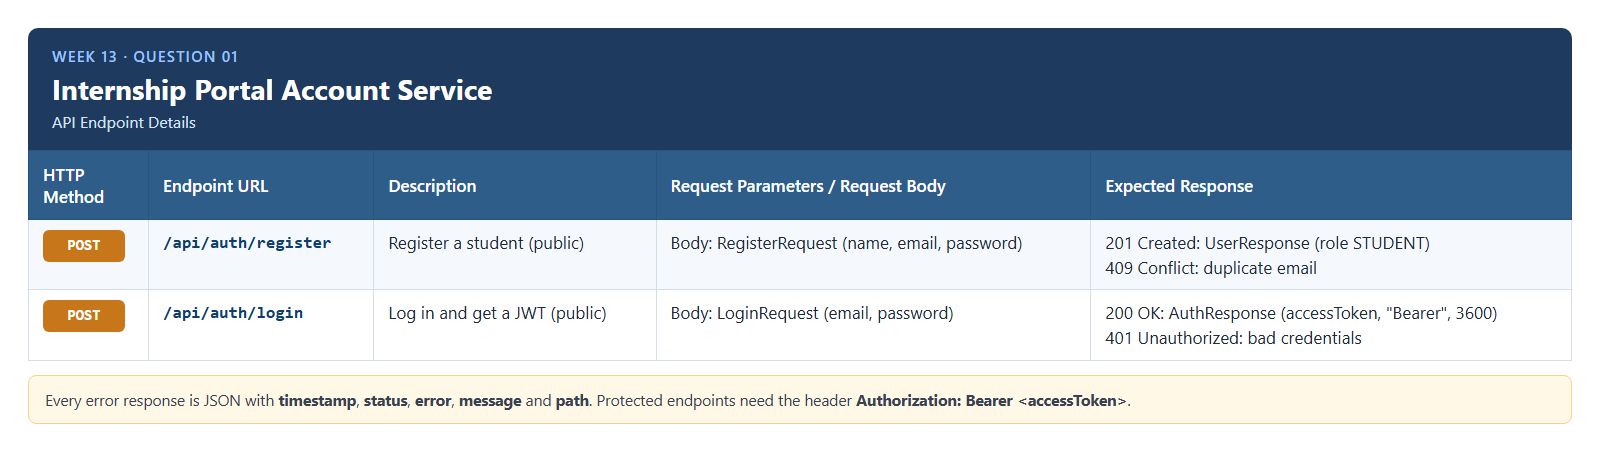 WEEK 13 · QUESTION 01
Internship Portal Account Service
API Endpoint Details
HTTP Method
Endpoint URL
Description
Request Parameters / Request Body
Expected Response
POST
/api/auth/register
Register a student (public)
Body: RegisterRequest (name, email, password)
201 Created: UserResponse (role STUDENT)
409 Conflict: duplicate email
POST
/api/auth/login
Log in and get a JWT (public)
Body: LoginRequest (email, password)
200 OK: AuthResponse (accessToken, "Bearer", 3600)
401 Unauthorized: bad credentials
Every error response is JSON with timestamp, status, error, message and path. Protected endpoints need the header Authorization: Bearer <accessToken>.